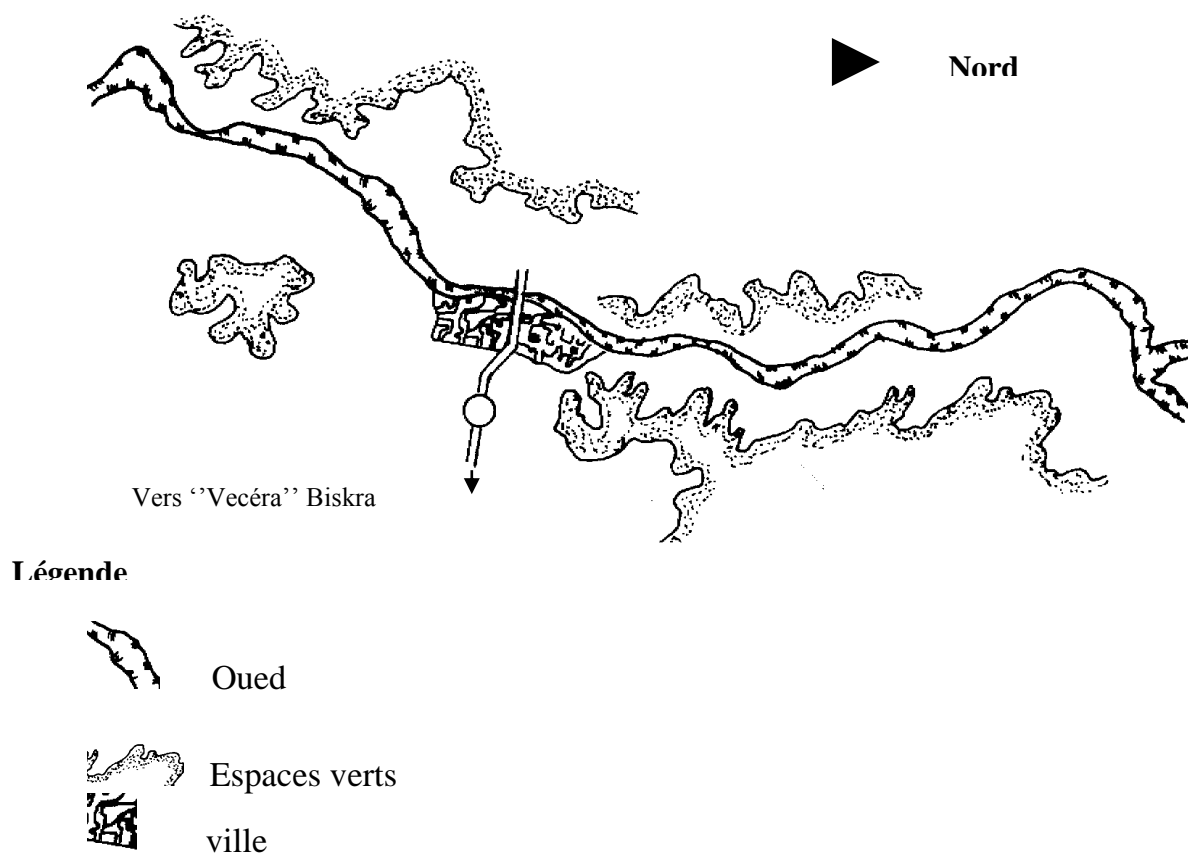 Nord
Vers ‘’Vecéra’’ Biskra
Légende
Oued
Espaces verts
ville